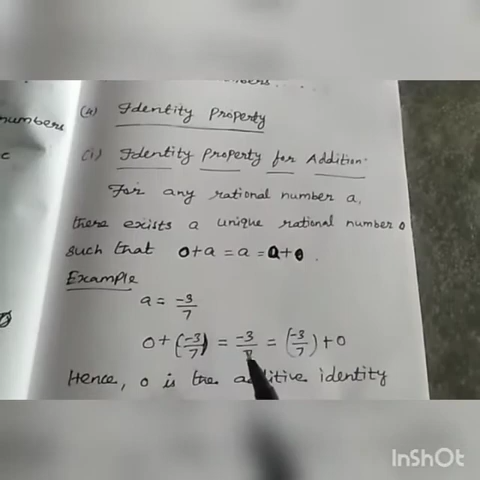 numbers
(4) Identity Property
c
(i) Identity Property for Addition.
For any rational number a,
there exists a unique rational number 0
such that 0+a = a = a+0.
Example
a = -3/7
0 + (-3/7) = -3/7 = (-3/7) + 0
Hence, 0 is the additive identity
InShOt